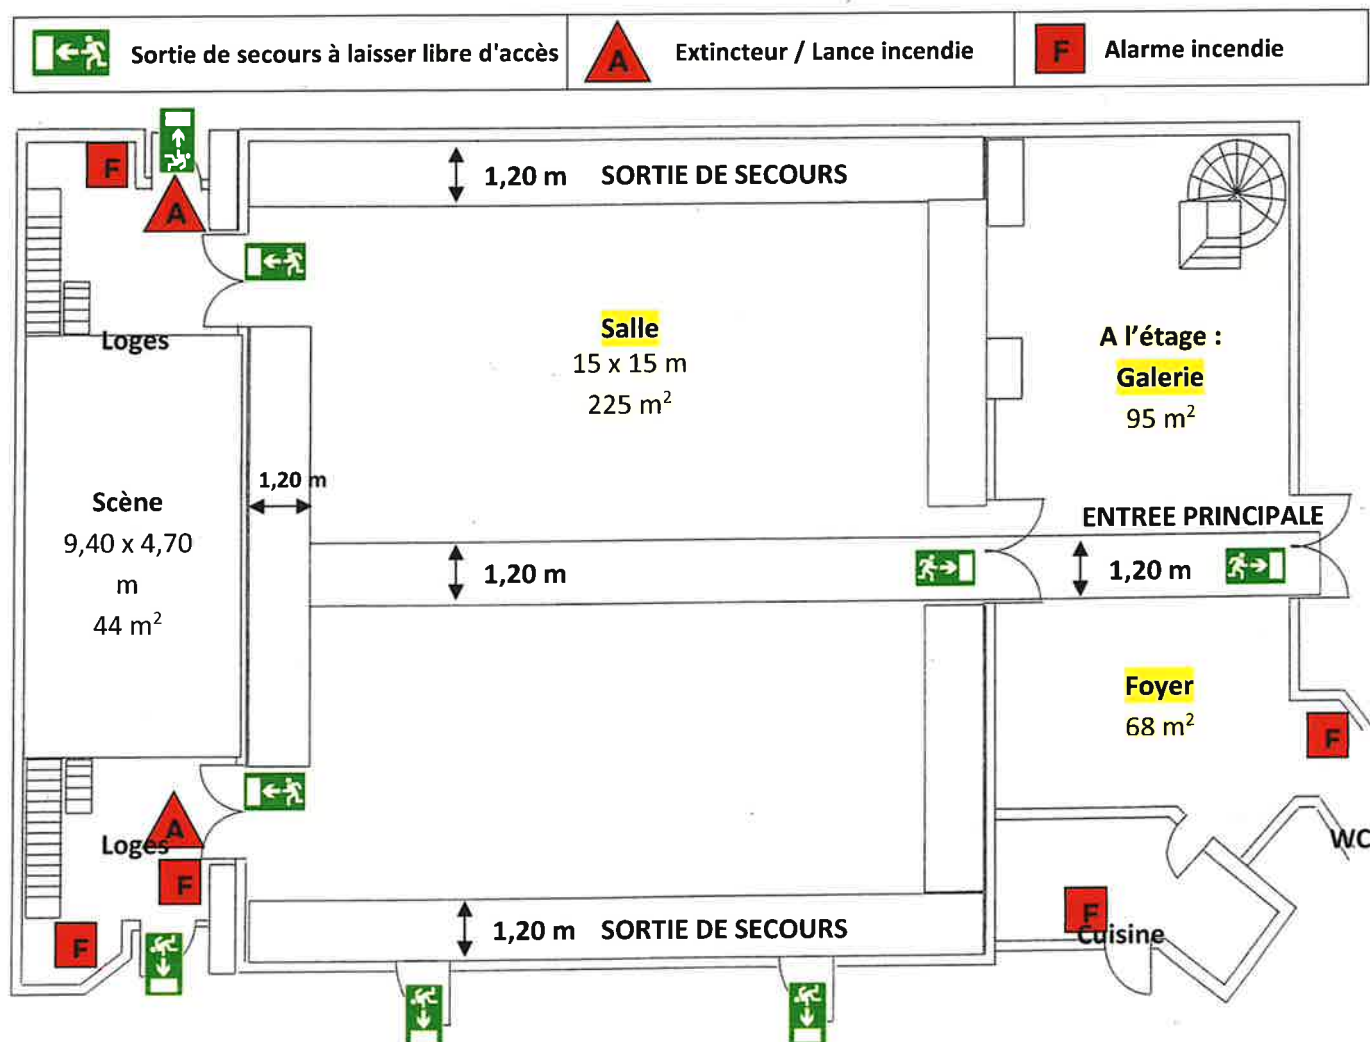 Sortie de secours à laisser libre d'accès
A
Extincteur / Lance incendie
F
Alarme incendie
F
A
1,20 m SORTIE DE SECOURS
Loges
Salle
15 x 15 m
225 m²
A l'étage :
Galerie
95 m²
1,20 m
Scène
9,40 x 4,70
m
44 m²
ENTREE PRINCIPALE
1,20 m
1,20 m
Foyer
68 m²
F
A
Loges
F
F
WC
F
Cuisine
1,20 m SORTIE DE SECOURS